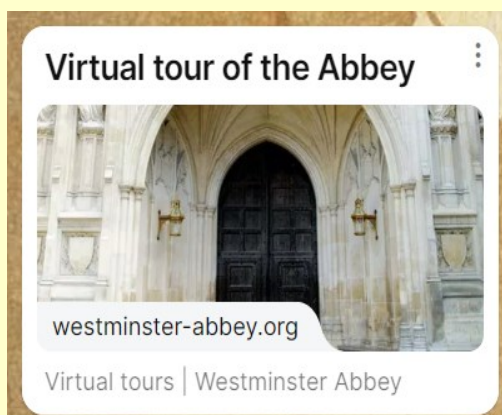 Virtual tour of the Abbey
westminster-abbey.org
Virtual tours | Westminster Abbey